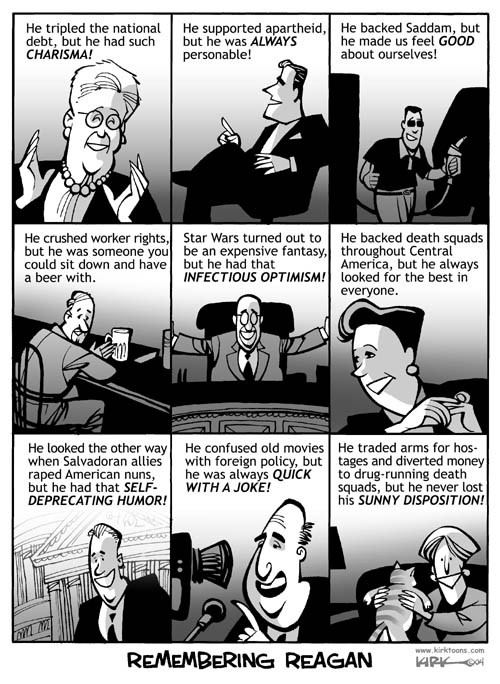 He tripled the national
debt, but he had such
CHARISMA!
He supported apartheid,
but he was ALWAYS
personable!
He backed Saddam, but
he made us feel GOOD
about ourselves!
He crushed worker rights,
but he was someone you
could sit down and have
a beer with.
Star Wars turned out to
be an expensive fantasy,
but he had that
INFECTIOUS OPTIMISM!
He backed death squads
throughout Central
America, but he always
looked for the best in
everyone.
He looked the other way
when Salvadoran allies
raped American nuns,
but he had that SELF-
DEPRECATING HUMOR!
He confused old movies
with foreign policy, but
he was always QUICK
WITH A JOKE!
He traded arms for hos-
tages and diverted money
to drug-running death
squads, but he never lost
his SUNNY DISPOSITION!
www.kirktoons.com
KIRK ©04
REMEMBERING REAGAN